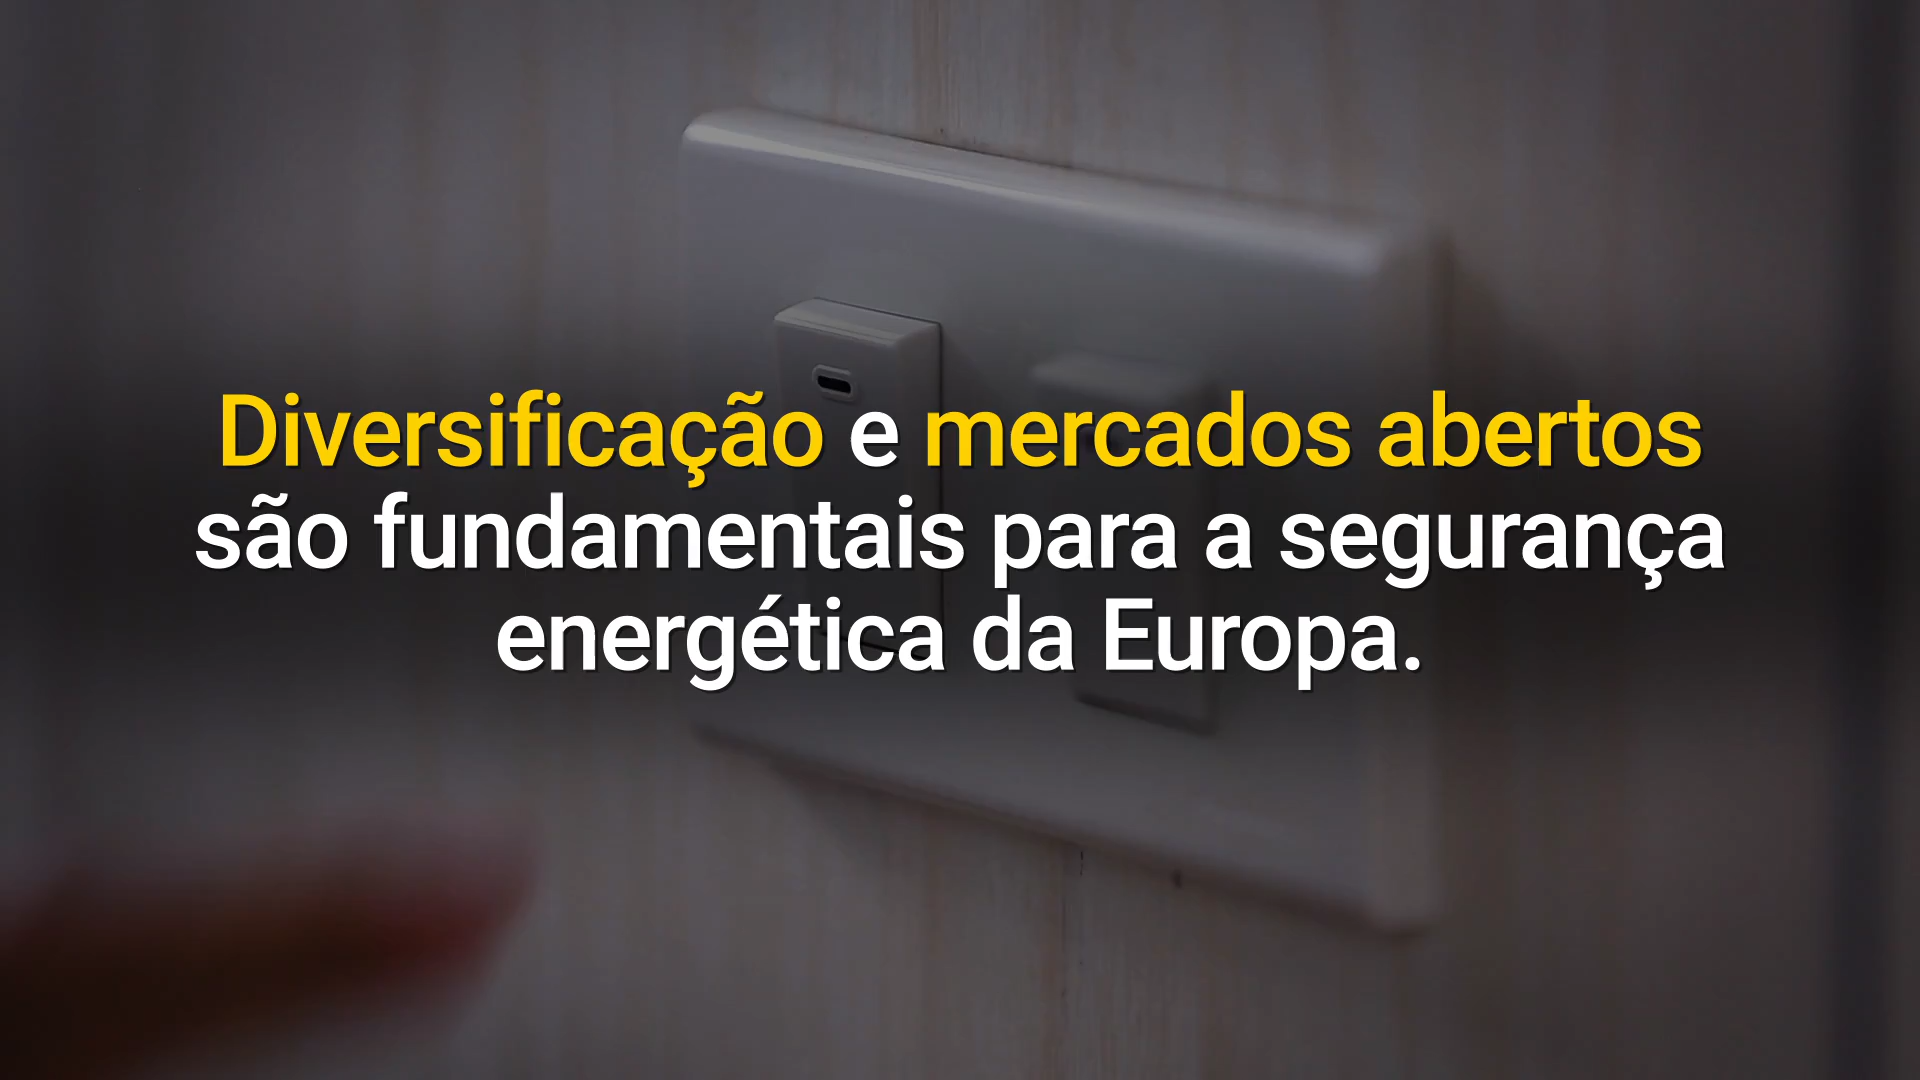 Diversificação e mercados abertos
são fundamentais para a segurança
energética da Europa.